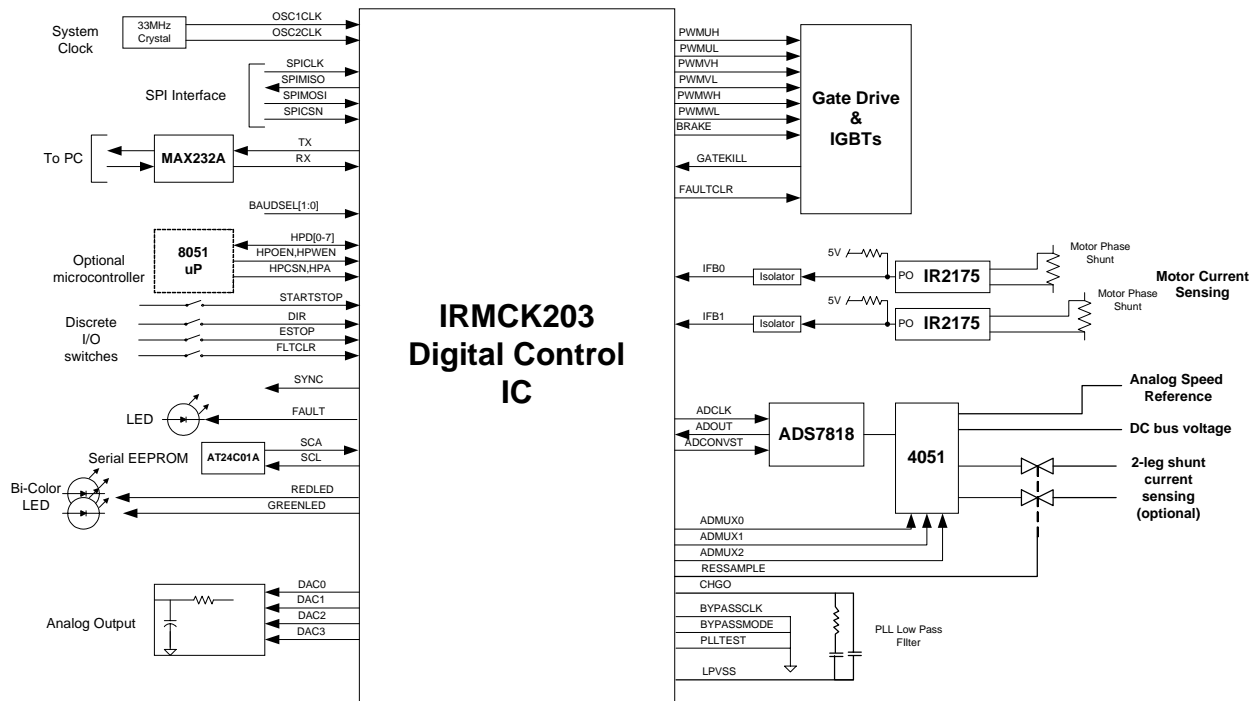 System
Clock
33MHz
Crystal
OSC1CLK
OSC2CLK
SPI Interface
SPICLK
SPIMISO
SPIMOSI
SPICSN
To PC
MAX232A
TX
RX
BAUDSEL[1:0]
Optional
microcontroller
8051
uP
HPD[0-7]
HPOEN,HPWEN
HPCSN,HPA
Discrete
I/O
switches
STARTSTOP
DIR
ESTOP
FLTCLR
SYNC
LED
FAULT
Serial EEPROM
AT24C01A
SCA
SCL
Bi-Color
LED
REDLED
GREENLED
Analog Output
DAC0
DAC1
DAC2
DAC3
IRMCK203
Digital Control
IC
PWMUH
PWMUL
PWMVH
PWMVL
PWMWH
PWMWL
BRAKE
GATEKILL
FAULTCLR
Gate Drive
&
IGBTs
IFB0
Isolator
5V
PO
IR2175
Motor Phase
Shunt
IFB1
Isolator
5V
PO
IR2175
Motor Phase
Shunt
Motor Current
Sensing
ADCLK
ADOUT
ADCONVST
ADS7818
4051
Analog Speed
Reference
DC bus voltage
2-leg shunt
current
sensing
(optional)
ADMUX0
ADMUX1
ADMUX2
RESSAMPLE
CHGO
BYPASSCLK
BYPASSMODE
PLLTEST
LPVSS
PLL Low Pass
FIlter